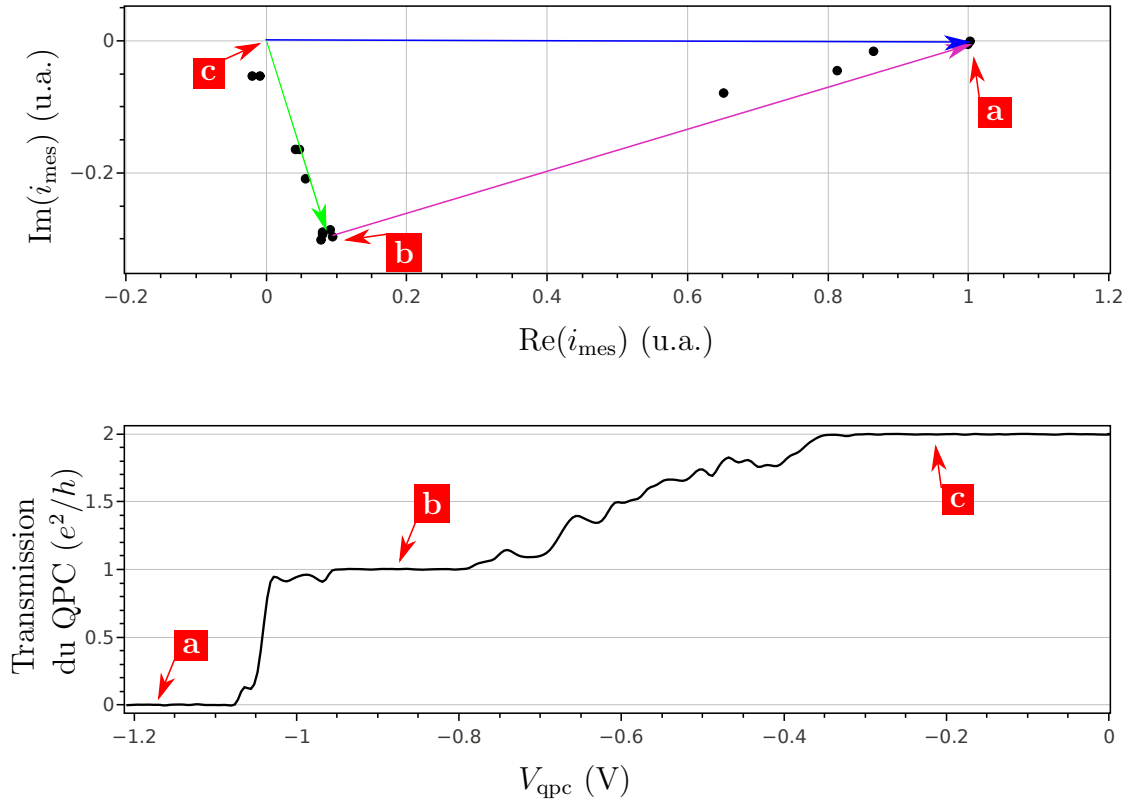 0
−0.2
Im(i_mes) (u.a.)
c
a
b
−0.2 0 0.2 0.4 0.6 0.8 1 1.2
Re(i_mes) (u.a.)
2
1.5
1
0.5
0
Transmission
du QPC (e²/h)
b
c
a
−1.2 −1 −0.8 −0.6 −0.4 −0.2 0
V_qpc (V)